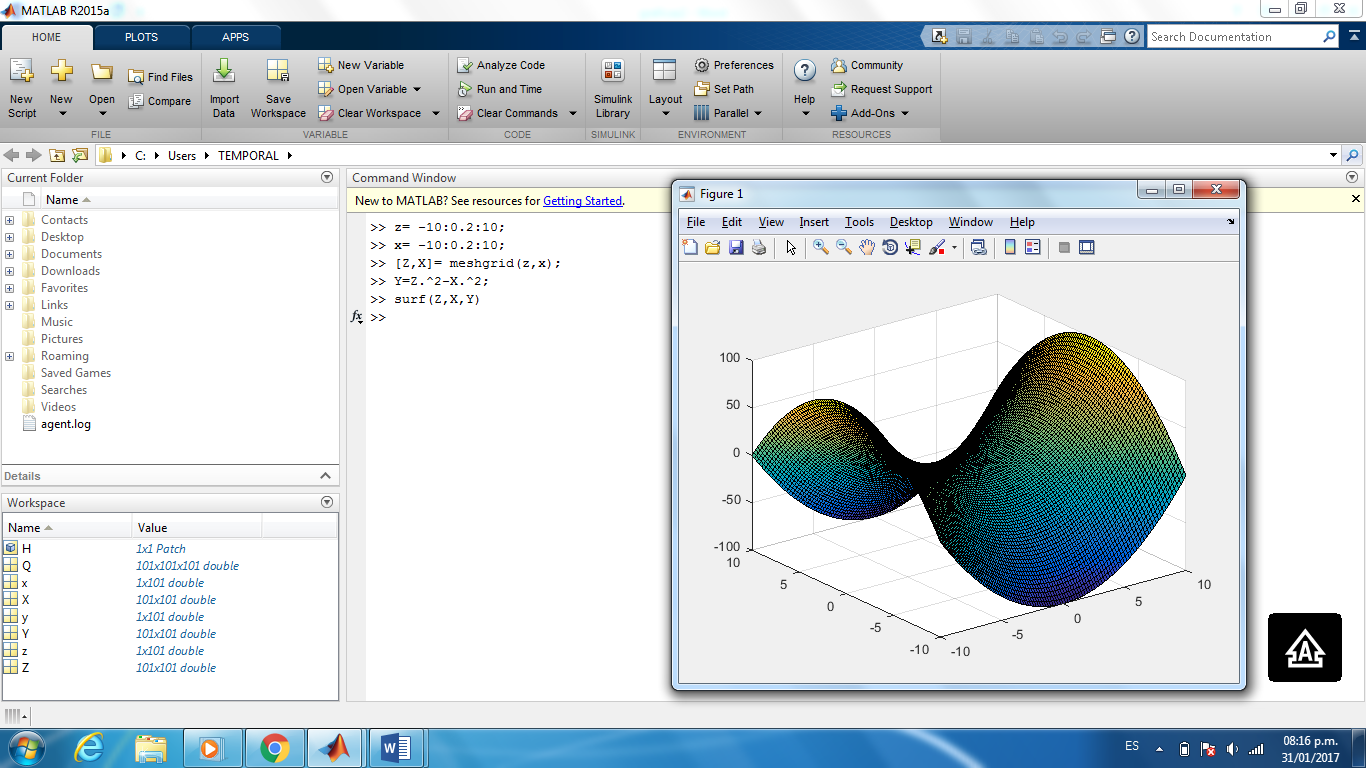 MATLAB R2015a
HOME PLOTS APPS
Search Documentation
New Script
New
Open
Find Files
Compare
FILE
Import Data
Save Workspace
New Variable
Open Variable
Clear Workspace
VARIABLE
Analyze Code
Run and Time
Clear Commands
CODE
Simulink Library
SIMULINK
Layout
Preferences
Set Path
Parallel
ENVIRONMENT
Help
Community
Request Support
Add-Ons
RESOURCES
C: Users TEMPORAL
Current Folder
Name
Contacts
Desktop
Documents
Downloads
Favorites
Links
Music
Pictures
Roaming
Saved Games
Searches
Videos
agent.log
Details
Workspace
Name Value
H 1x1 Patch
Q 101x101x101 double
x 1x101 double
X 101x101 double
y 1x101 double
Y 101x101 double
z 1x101 double
Z 101x101 double
Command Window
New to MATLAB? See resources for Getting Started.
>> z= -10:0.2:10;
>> x= -10:0.2:10;
>> [Z,X]= meshgrid(z,x);
>> Y=Z.^2-X.^2;
>> surf(Z,X,Y)
fx >>
Figure 1
File Edit View Insert Tools Desktop Window Help
100
50
0
-50
-100
10
5
0
-5
-10
-10
-5
0
5
10
A
ES
08:16 p.m.
31/01/2017